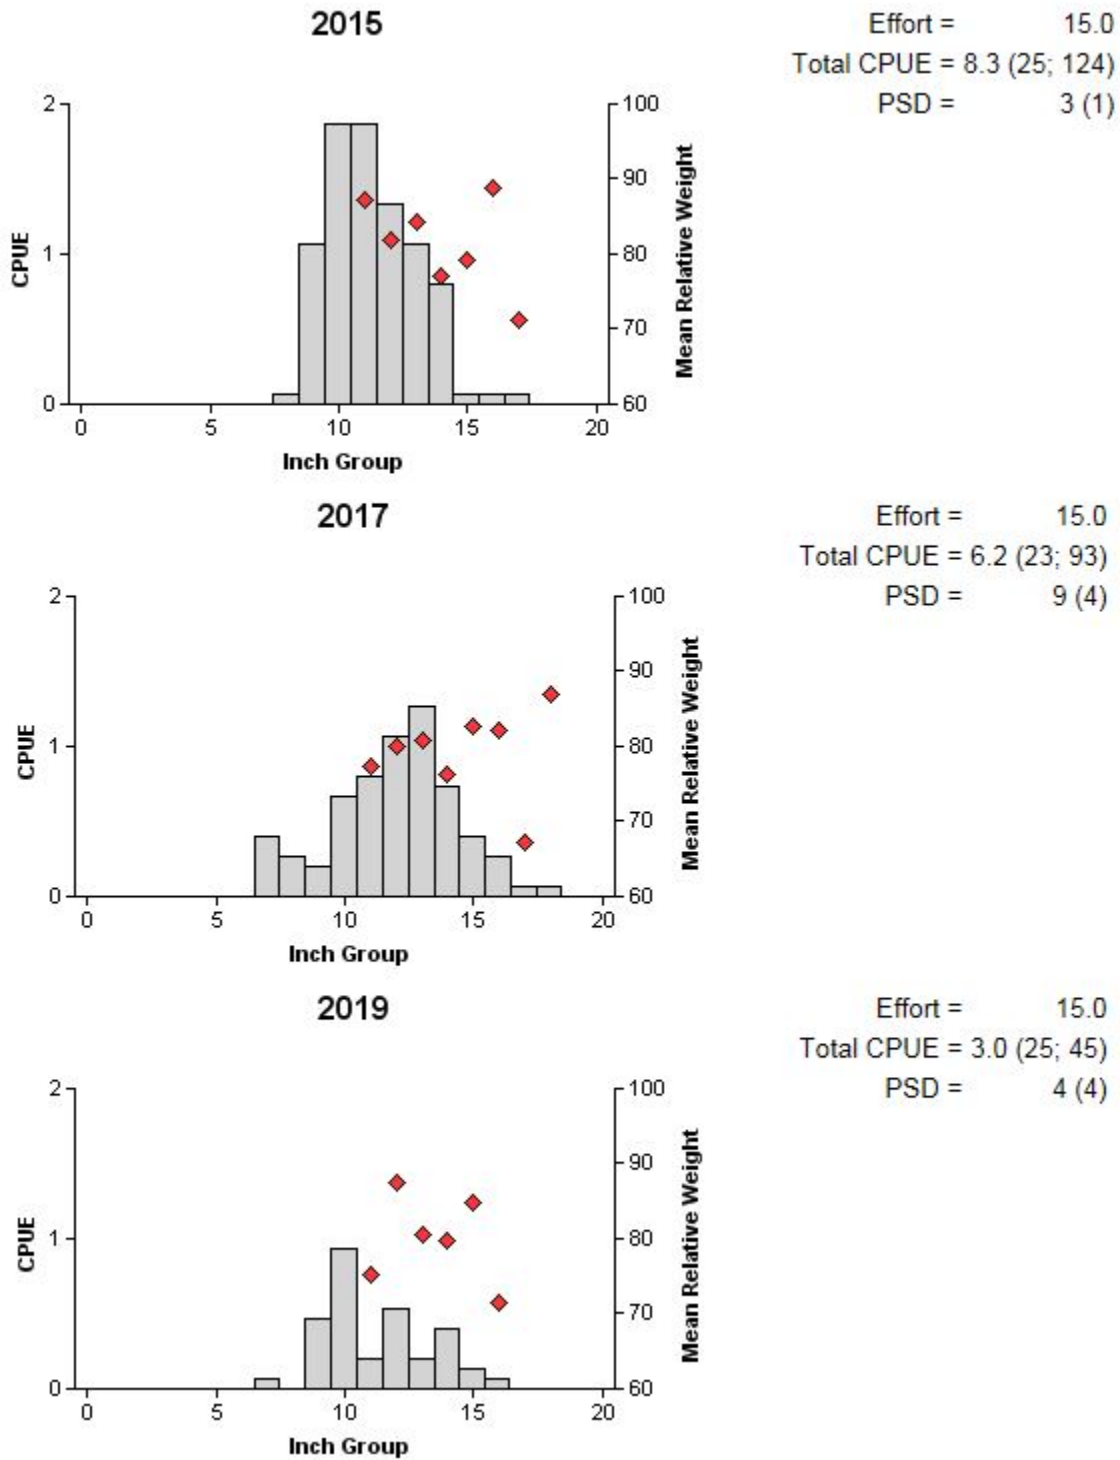 2015
Effort = 15.0
Total CPUE = 8.3 (25; 124)
PSD = 3 (1)
2
1
0
CPUE
100
90
80
70
60
Mean Relative Weight
0 5 10 15 20
Inch Group
2017
Effort = 15.0
Total CPUE = 6.2 (23; 93)
PSD = 9 (4)
2
1
0
CPUE
100
90
80
70
60
Mean Relative Weight
0 5 10 15 20
Inch Group
2019
Effort = 15.0
Total CPUE = 3.0 (25; 45)
PSD = 4 (4)
2
1
0
CPUE
100
90
80
70
60
Mean Relative Weight
0 5 10 15 20
Inch Group